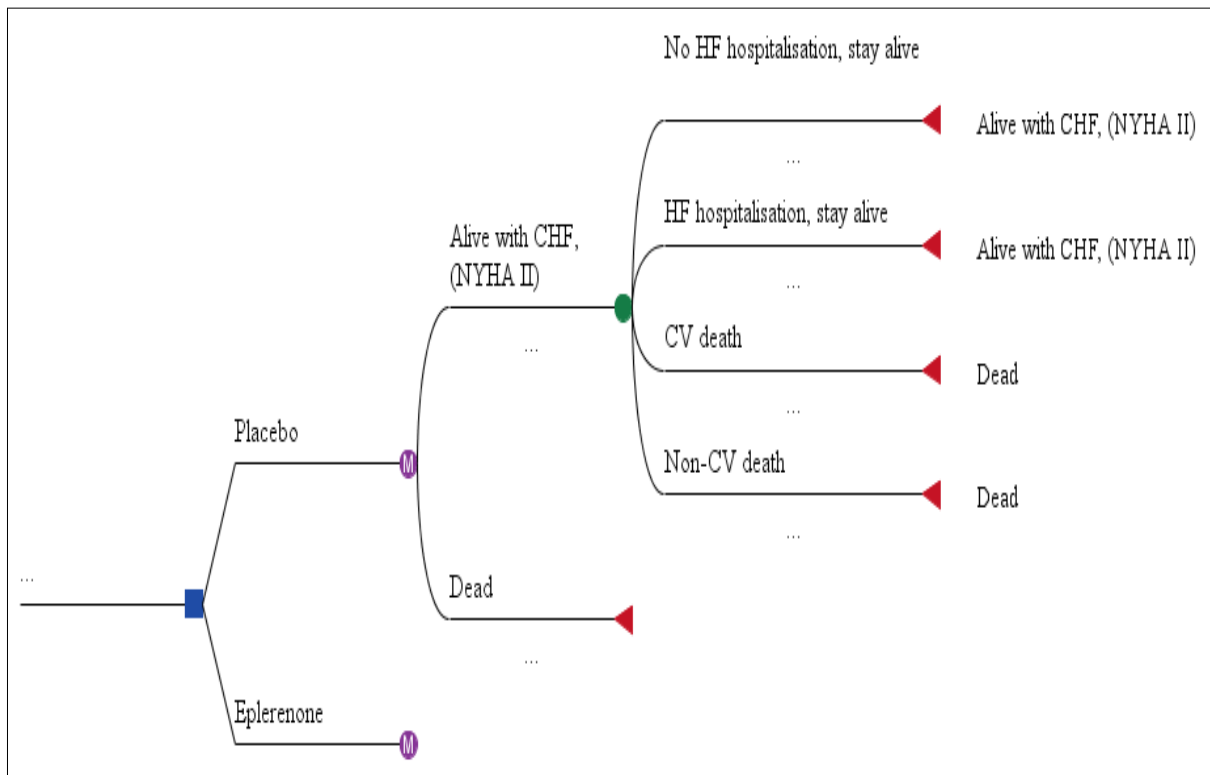 No HF hospitalisation, stay alive
Alive with CHF, (NYHA II)
...
HF hospitalisation, stay alive
Alive with CHF,
(NYHA II)
Alive with CHF, (NYHA II)
...
...
CV death
Dead
...
Placebo
M
Non-CV death
Dead
...
...
Dead
...
Eplerenone
M